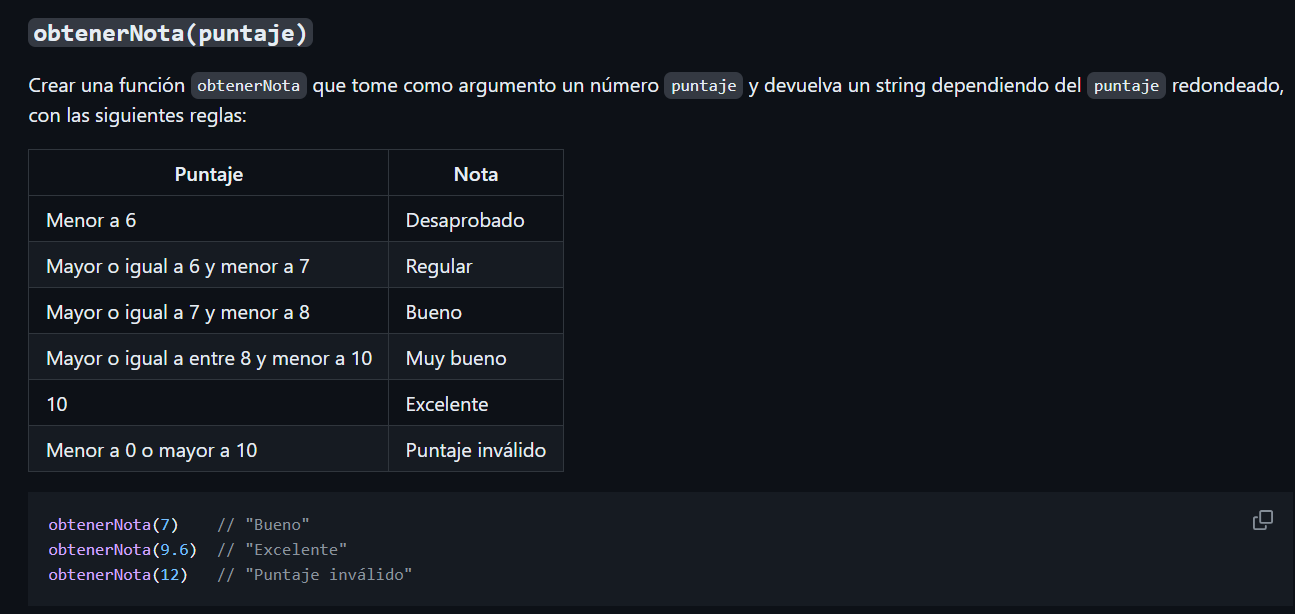 obtenerNota(puntaje)
Crear una función obtenerNota que tome como argumento un número puntaje y devuelva un string dependiendo del puntaje redondeado,
con las siguientes reglas:
Puntaje Nota
Menor a 6 Desaprobado
Mayor o igual a 6 y menor a 7 Regular
Mayor o igual a 7 y menor a 8 Bueno
Mayor o igual a entre 8 y menor a 10 Muy bueno
10 Excelente
Menor a 0 o mayor a 10 Puntaje inválido
obtenerNota(7) // "Bueno"
obtenerNota(9.6) // "Excelente"
obtenerNota(12) // "Puntaje inválido"